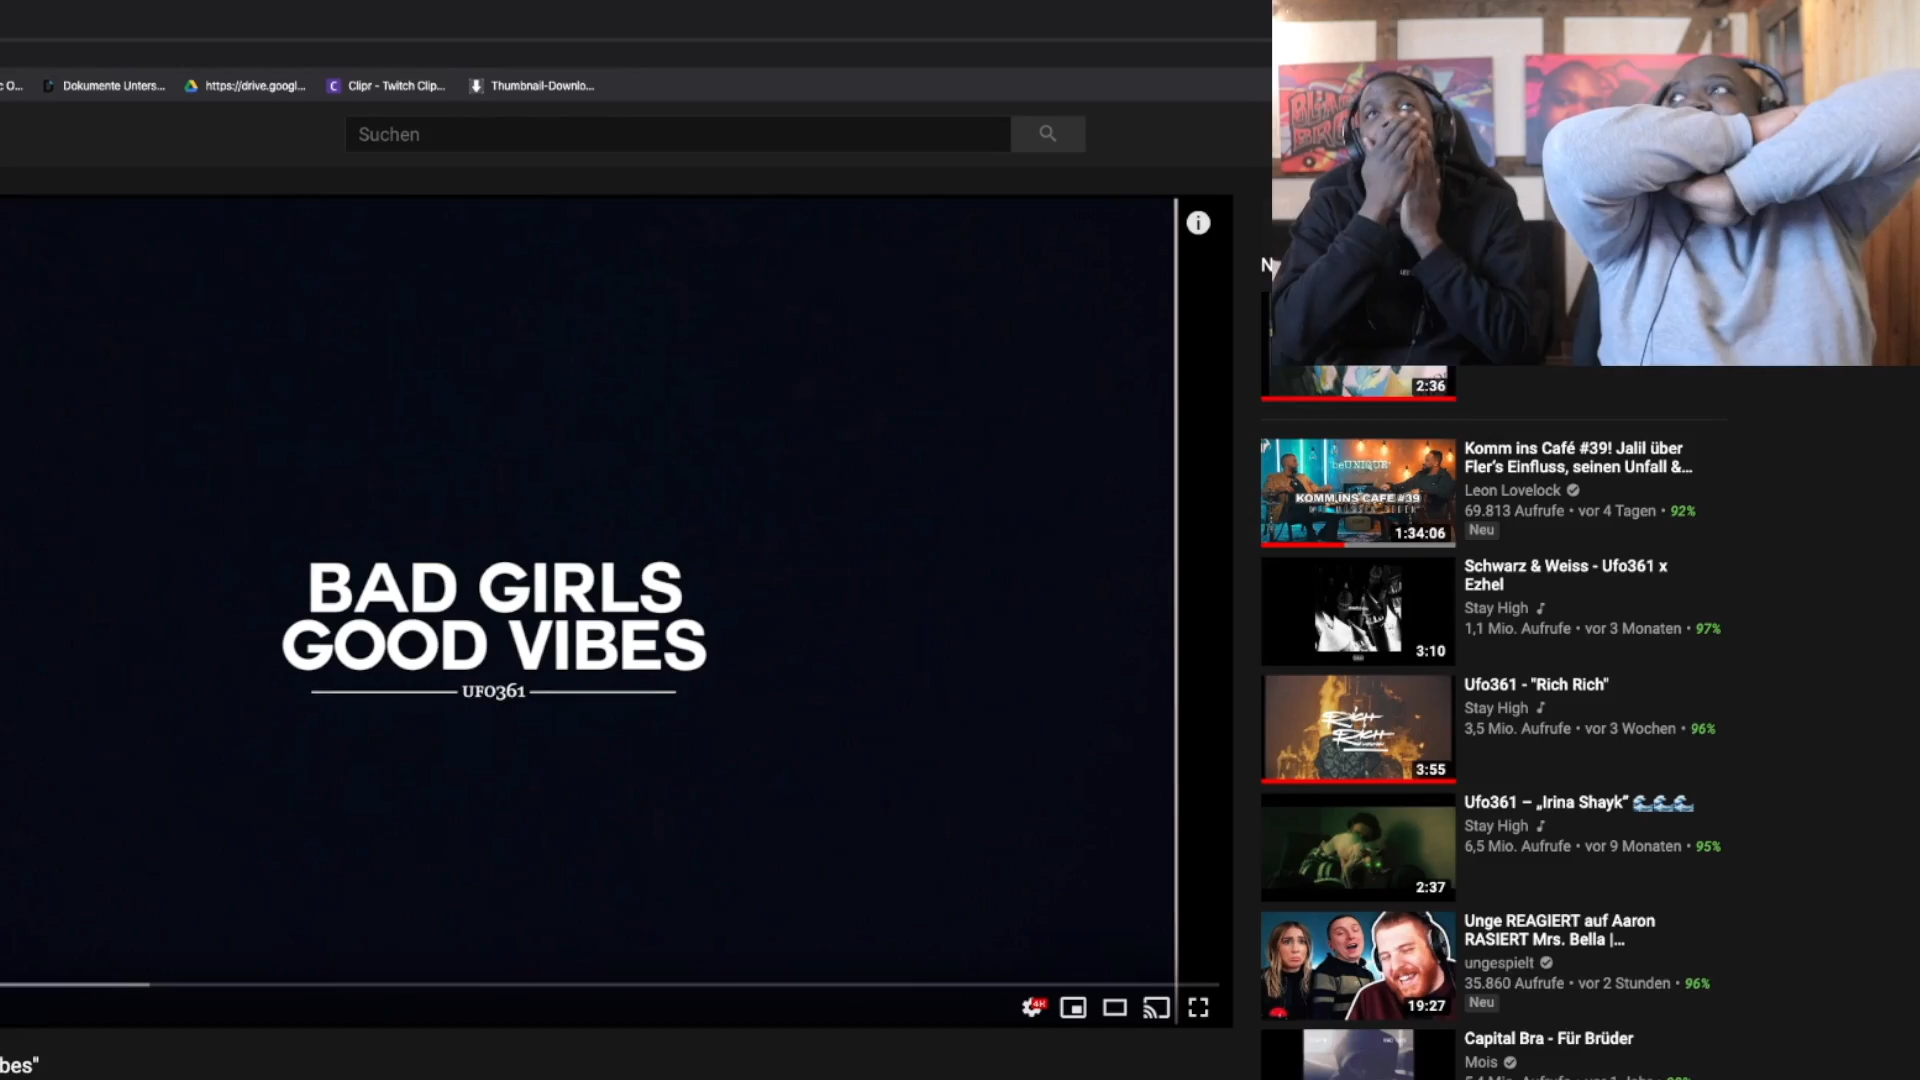 c O...
Dokumente Unters...
https://drive.googl...
Clipr - Twitch Clip...
Thumbnail-Downlo...
Suchen
BAD GIRLS
GOOD VIBES
UFO361
bes"
N
2:36
"beUNIQUE"
KOMM INS CAFE #39
1:34:06
Komm ins Café #39! Jalil über
Fler's Einfluss, seinen Unfall &...
Leon Lovelock
69.813 Aufrufe • vor 4 Tagen • 92%
Neu
3:10
Schwarz & Weiss - Ufo361 x
Ezhel
Stay High
1,1 Mio. Aufrufe • vor 3 Monaten • 97%
RICH
RICH
3:55
Ufo361 - "Rich Rich"
Stay High
3,5 Mio. Aufrufe • vor 3 Wochen • 96%
2:37
Ufo361 – „Irina Shayk” 🌊🌊🌊
Stay High
6,5 Mio. Aufrufe • vor 9 Monaten • 95%
19:27
Unge REAGIERT auf Aaron
RASIERT Mrs. Bella |...
ungespielt
35.860 Aufrufe • vor 2 Stunden • 96%
Neu
Capital Bra - Für Brüder
Mois